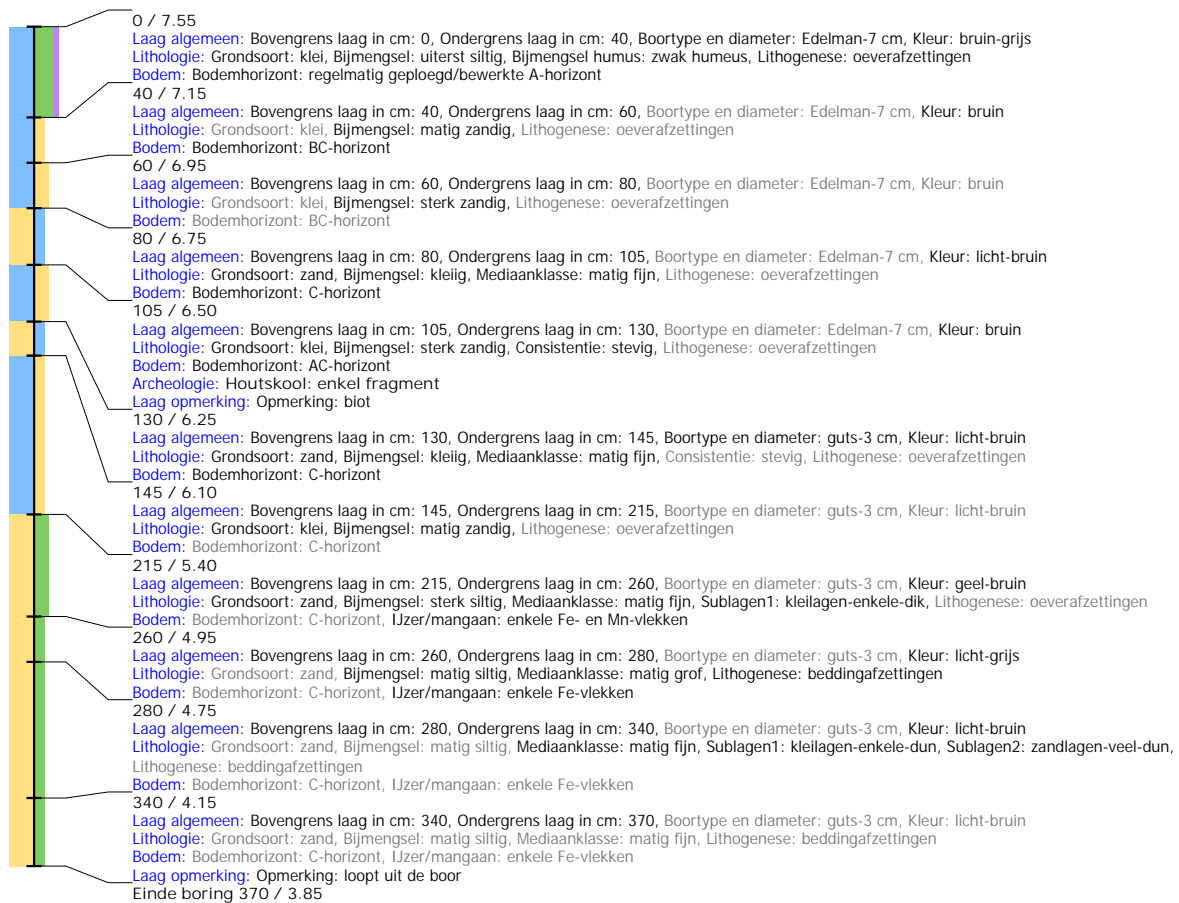 0 / 7.55
Laag algemeen: Bovengrens laag in cm: 0, Ondergrens laag in cm: 40, Boortype en diameter: Edelman-7 cm, Kleur: bruin-grijs
Lithologie: Grondsoort: klei, Bijmengsel: uiterst siltig, Bijmengsel humus: zwak humeus, Lithogenese: oeverafzettingen
Bodem: Bodemhorizont: regelmatig geploegd/bewerkte A-horizont
40 / 7.15
Laag algemeen: Bovengrens laag in cm: 40, Ondergrens laag in cm: 60, Boortype en diameter: Edelman-7 cm, Kleur: bruin
Lithologie: Grondsoort: klei, Bijmengsel: matig zandig, Lithogenese: oeverafzettingen
Bodem: Bodemhorizont: BC-horizont
60 / 6.95
Laag algemeen: Bovengrens laag in cm: 60, Ondergrens laag in cm: 80, Boortype en diameter: Edelman-7 cm, Kleur: bruin
Lithologie: Grondsoort: klei, Bijmengsel: sterk zandig, Lithogenese: oeverafzettingen
Bodem: Bodemhorizont: BC-horizont
80 / 6.75
Laag algemeen: Bovengrens laag in cm: 80, Ondergrens laag in cm: 105, Boortype en diameter: Edelman-7 cm, Kleur: licht-bruin
Lithologie: Grondsoort: zand, Bijmengsel: kleiig, Mediaanklasse: matig fijn, Lithogenese: oeverafzettingen
Bodem: Bodemhorizont: C-horizont
105 / 6.50
Laag algemeen: Bovengrens laag in cm: 105, Ondergrens laag in cm: 130, Boortype en diameter: Edelman-7 cm, Kleur: bruin
Lithologie: Grondsoort: klei, Bijmengsel: sterk zandig, Consistentie: stevig, Lithogenese: oeverafzettingen
Bodem: Bodemhorizont: AC-horizont
Archeologie: Houtskool: enkel fragment
Laag opmerking: Opmerking: biot
130 / 6.25
Laag algemeen: Bovengrens laag in cm: 130, Ondergrens laag in cm: 145, Boortype en diameter: guts-3 cm, Kleur: licht-bruin
Lithologie: Grondsoort: zand, Bijmengsel: kleiig, Mediaanklasse: matig fijn, Consistentie: stevig, Lithogenese: oeverafzettingen
Bodem: Bodemhorizont: C-horizont
145 / 6.10
Laag algemeen: Bovengrens laag in cm: 145, Ondergrens laag in cm: 215, Boortype en diameter: guts-3 cm, Kleur: licht-bruin
Lithologie: Grondsoort: klei, Bijmengsel: matig zandig, Lithogenese: oeverafzettingen
Bodem: Bodemhorizont: C-horizont
215 / 5.40
Laag algemeen: Bovengrens laag in cm: 215, Ondergrens laag in cm: 260, Boortype en diameter: guts-3 cm, Kleur: geel-bruin
Lithologie: Grondsoort: zand, Bijmengsel: sterk siltig, Mediaanklasse: matig fijn, Sublagen1: kleilagen-enkele-dik, Lithogenese: oeverafzettingen
Bodem: Bodemhorizont: C-horizont, IJzer/mangaan: enkele Fe- en Mn-vlekken
260 / 4.95
Laag algemeen: Bovengrens laag in cm: 260, Ondergrens laag in cm: 280, Boortype en diameter: guts-3 cm, Kleur: licht-grijs
Lithologie: Grondsoort: zand, Bijmengsel: matig siltig, Mediaanklasse: matig grof, Lithogenese: beddingafzettingen
Bodem: Bodemhorizont: C-horizont, IJzer/mangaan: enkele Fe-vlekken
280 / 4.75
Laag algemeen: Bovengrens laag in cm: 280, Ondergrens laag in cm: 340, Boortype en diameter: guts-3 cm, Kleur: licht-bruin
Lithologie: Grondsoort: zand, Bijmengsel: matig siltig, Mediaanklasse: matig fijn, Sublagen1: kleilagen-enkele-dun, Sublagen2: zandlagen-veel-dun,
Lithogenese: beddingafzettingen
Bodem: Bodemhorizont: C-horizont, IJzer/mangaan: enkele Fe-vlekken
340 / 4.15
Laag algemeen: Bovengrens laag in cm: 340, Ondergrens laag in cm: 370, Boortype en diameter: guts-3 cm, Kleur: licht-bruin
Lithologie: Grondsoort: zand, Bijmengsel: matig siltig, Mediaanklasse: matig fijn, Lithogenese: beddingafzettingen
Bodem: Bodemhorizont: C-horizont, IJzer/mangaan: enkele Fe-vlekken
Laag opmerking: Opmerking: loopt uit de boor
Einde boring 370 / 3.85